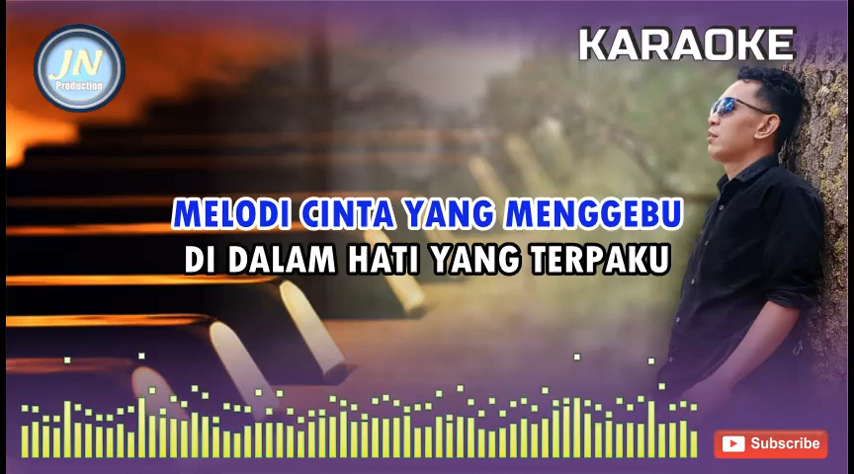 JN
Production
KARAOKE
MELODI CINTA YANG MENGGEBU
DI DALAM HATI YANG TERPAKU
Subscribe